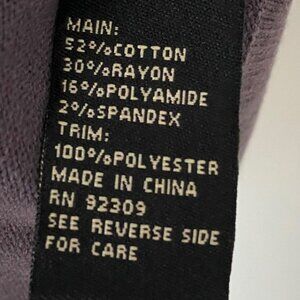 MAIN:
52%COTTON
30%RAYON
16%POLYAMIDE
2%SPANDEX
TRIM:
100%POLYESTER
MADE IN CHINA
RN 92309
SEE REVERSE SIDE
FOR CARE